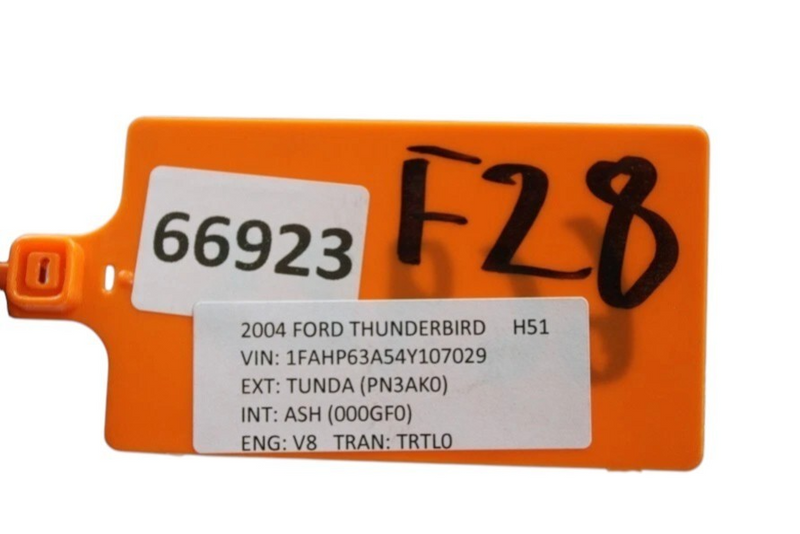 66923
F28
2004 FORD THUNDERBIRD H51
VIN: 1FAHP63A54Y107029
EXT: TUNDA (PN3AK0)
INT: ASH (000GF0)
ENG: V8 TRAN: TRTL0